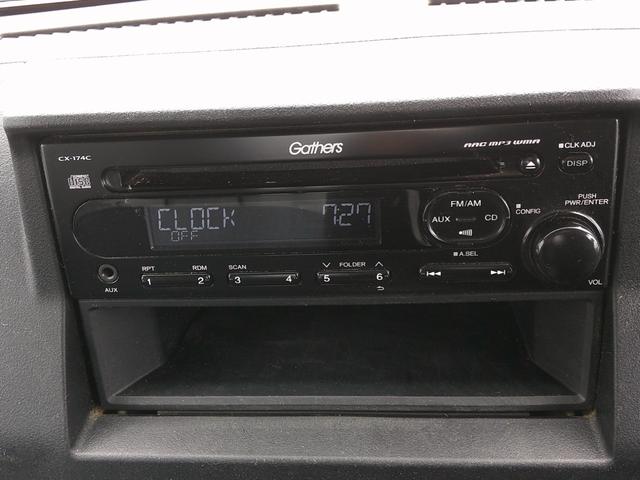 Gathers
AAC MP3 WMA
CLK ADJ
CX-174C
DISP
disc
PUSH
PWR/ENTER
FM/AM
AUX CD
CONFIG
CLOCK 7:27
OFF
RPT RDM SCAN FOLDER A.SEL
1 2 3 4 5 6
AUX
VOL